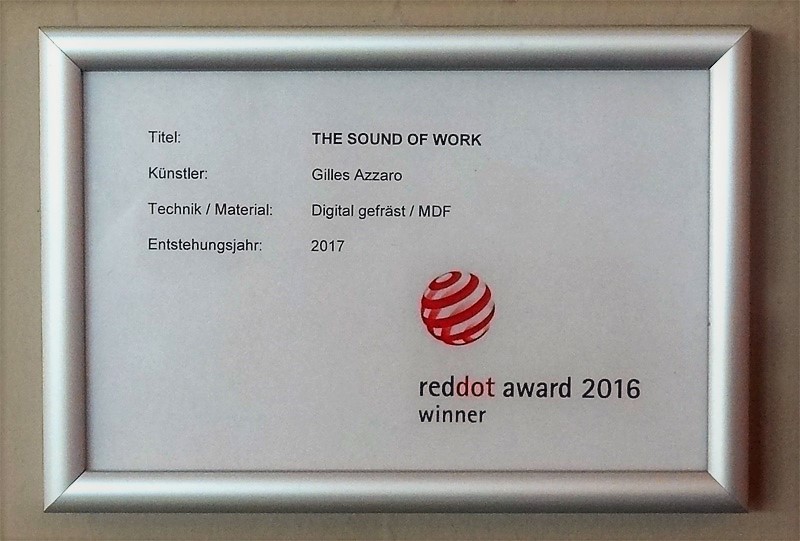 Titel: THE SOUND OF WORK
Künstler: Gilles Azzaro
Technik / Material: Digital gefräst / MDF
Entstehungsjahr: 2017
reddot award 2016
winner